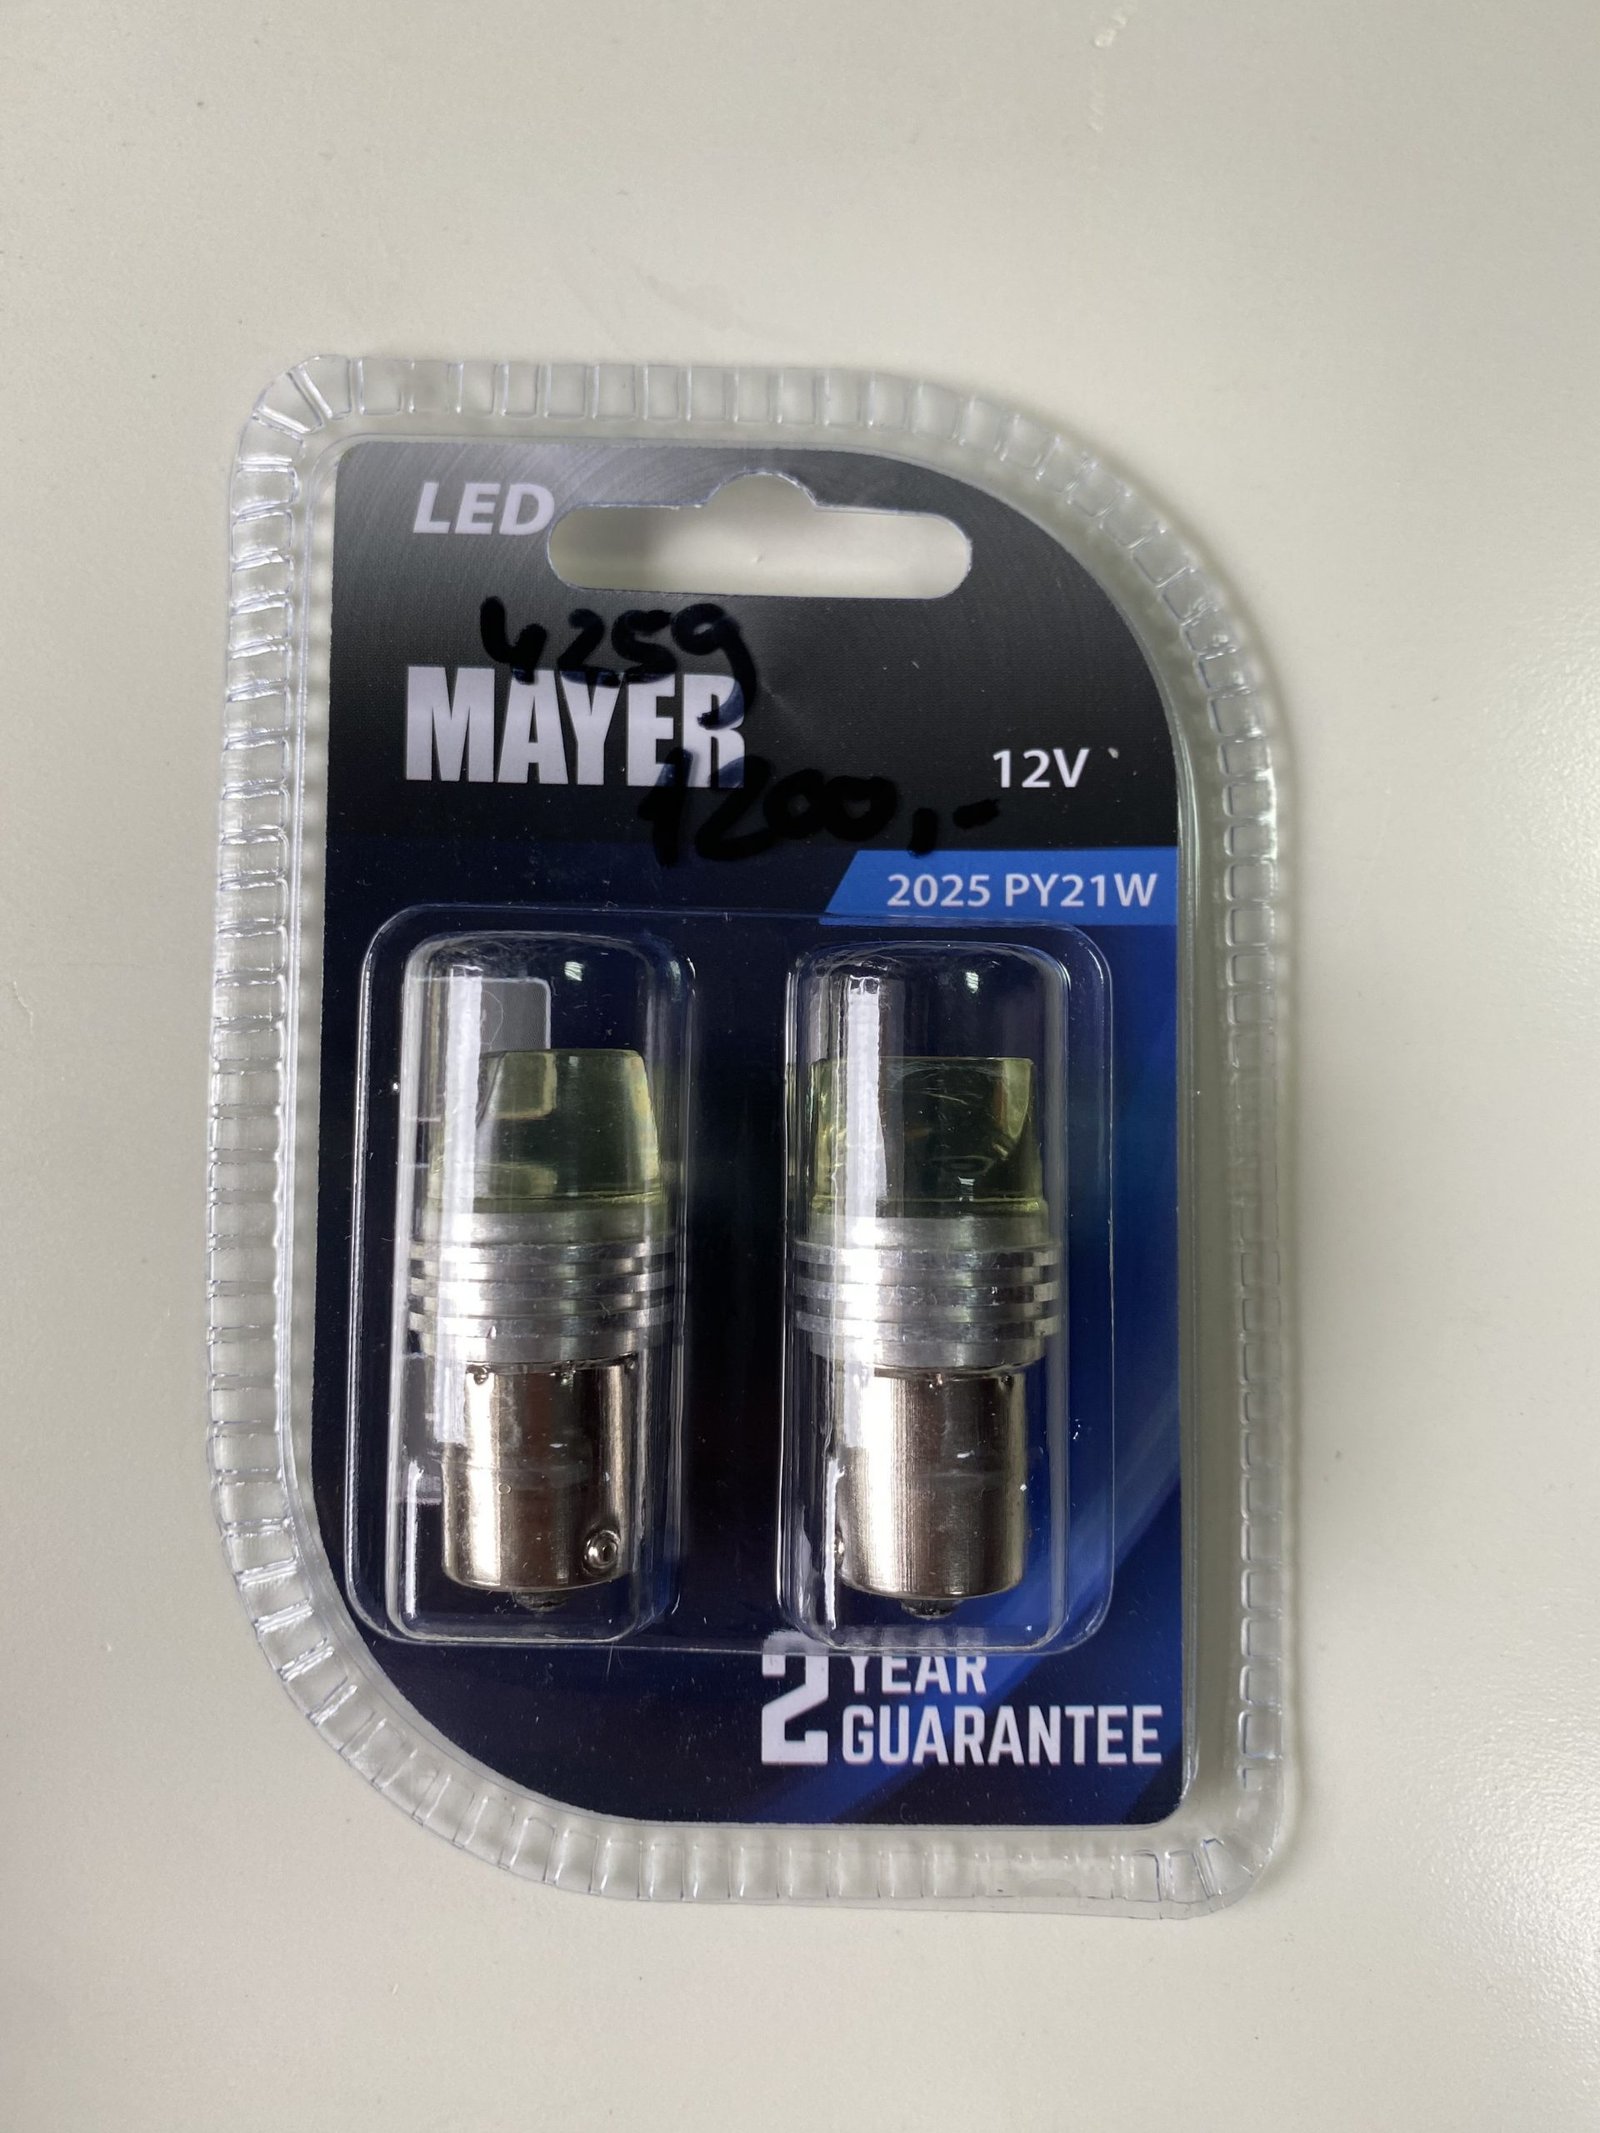 LED
4259
MAYER
12V
1200,-
2025 PY21W
2 YEAR
GUARANTEE